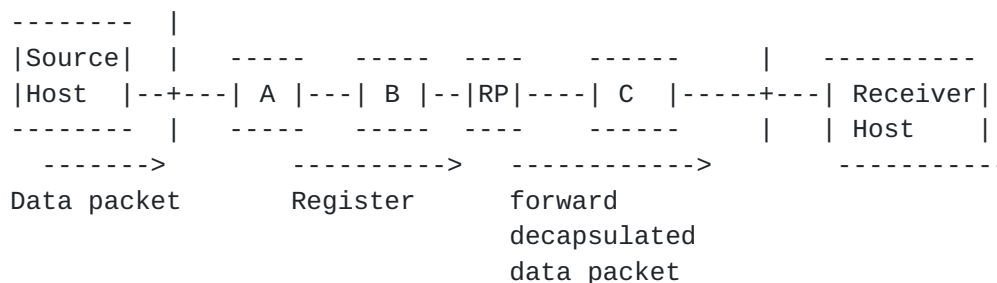 --------  |
|Source|  |   -----   -----  ----     ------     |   ----------
|Host  |--+---| A |---| B |--|RP|----| C  |-----+---| Receiver|
--------  |   -----   -----  ----     ------     |   | Host    |
  ------->        ---------->   ------------>        -----------
Data packet       Register      forward
                                decapsulated
                                data packet